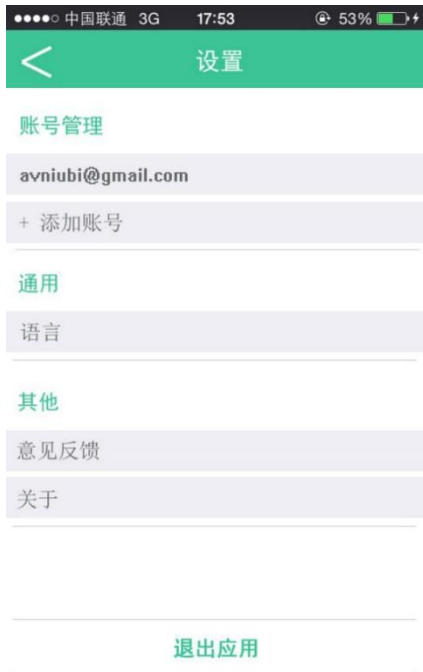 中国联通 3G 17:53 53%
设置
账号管理
avniubi@gmail.com
+ 添加账号
通用
语言
其他
意见反馈
关于
退出应用